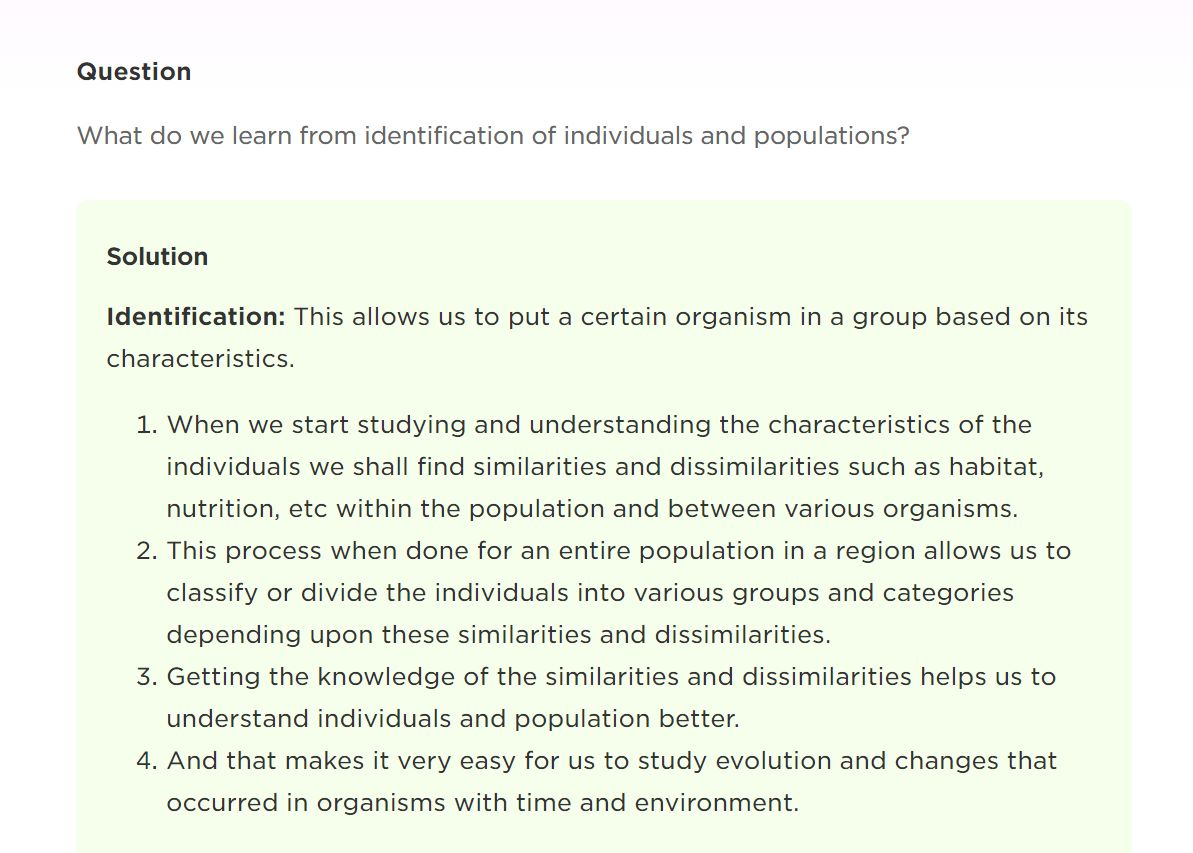 Question
What do we learn from identification of individuals and populations?
Solution
Identification: This allows us to put a certain organism in a group based on its
characteristics.
1. When we start studying and understanding the characteristics of the
individuals we shall find similarities and dissimilarities such as habitat,
nutrition, etc within the population and between various organisms.
2. This process when done for an entire population in a region allows us to
classify or divide the individuals into various groups and categories
depending upon these similarities and dissimilarities.
3. Getting the knowledge of the similarities and dissimilarities helps us to
understand individuals and population better.
4. And that makes it very easy for us to study evolution and changes that
occurred in organisms with time and environment.